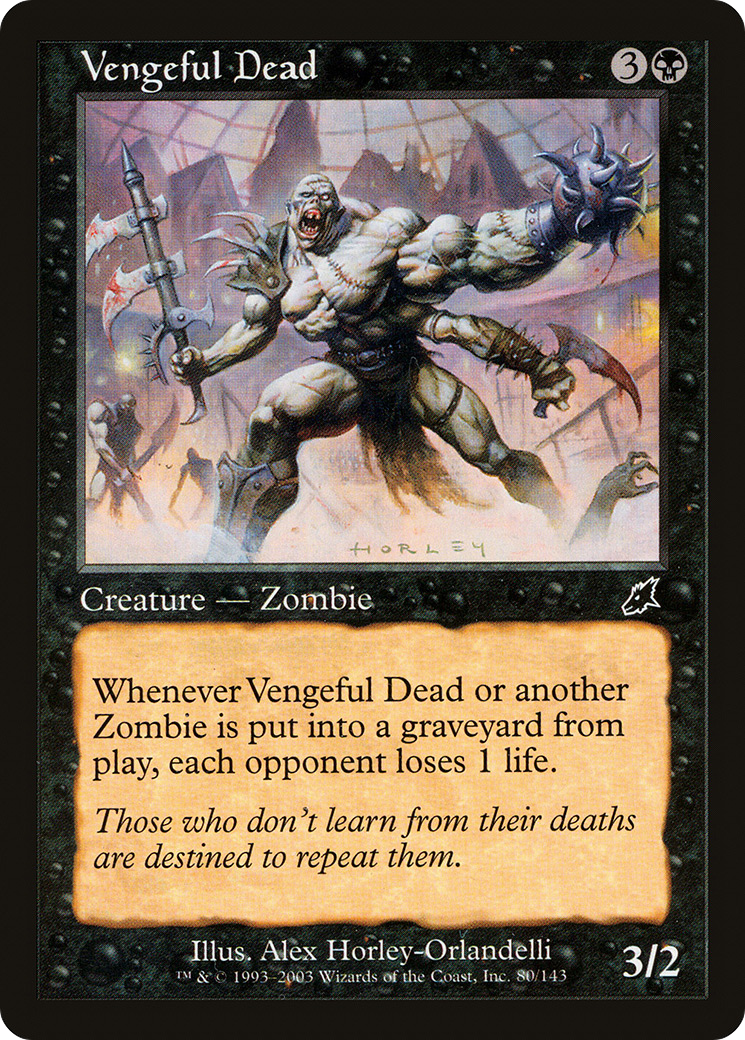 Vengeful Dead 3
HORLEY
Creature — Zombie
Whenever Vengeful Dead or another
Zombie is put into a graveyard from
play, each opponent loses 1 life.
Those who don't learn from their deaths
are destined to repeat them.
Illus. Alex Horley-Orlandelli
™ & © 1993–2003 Wizards of the Coast, Inc. 80/143
3/2